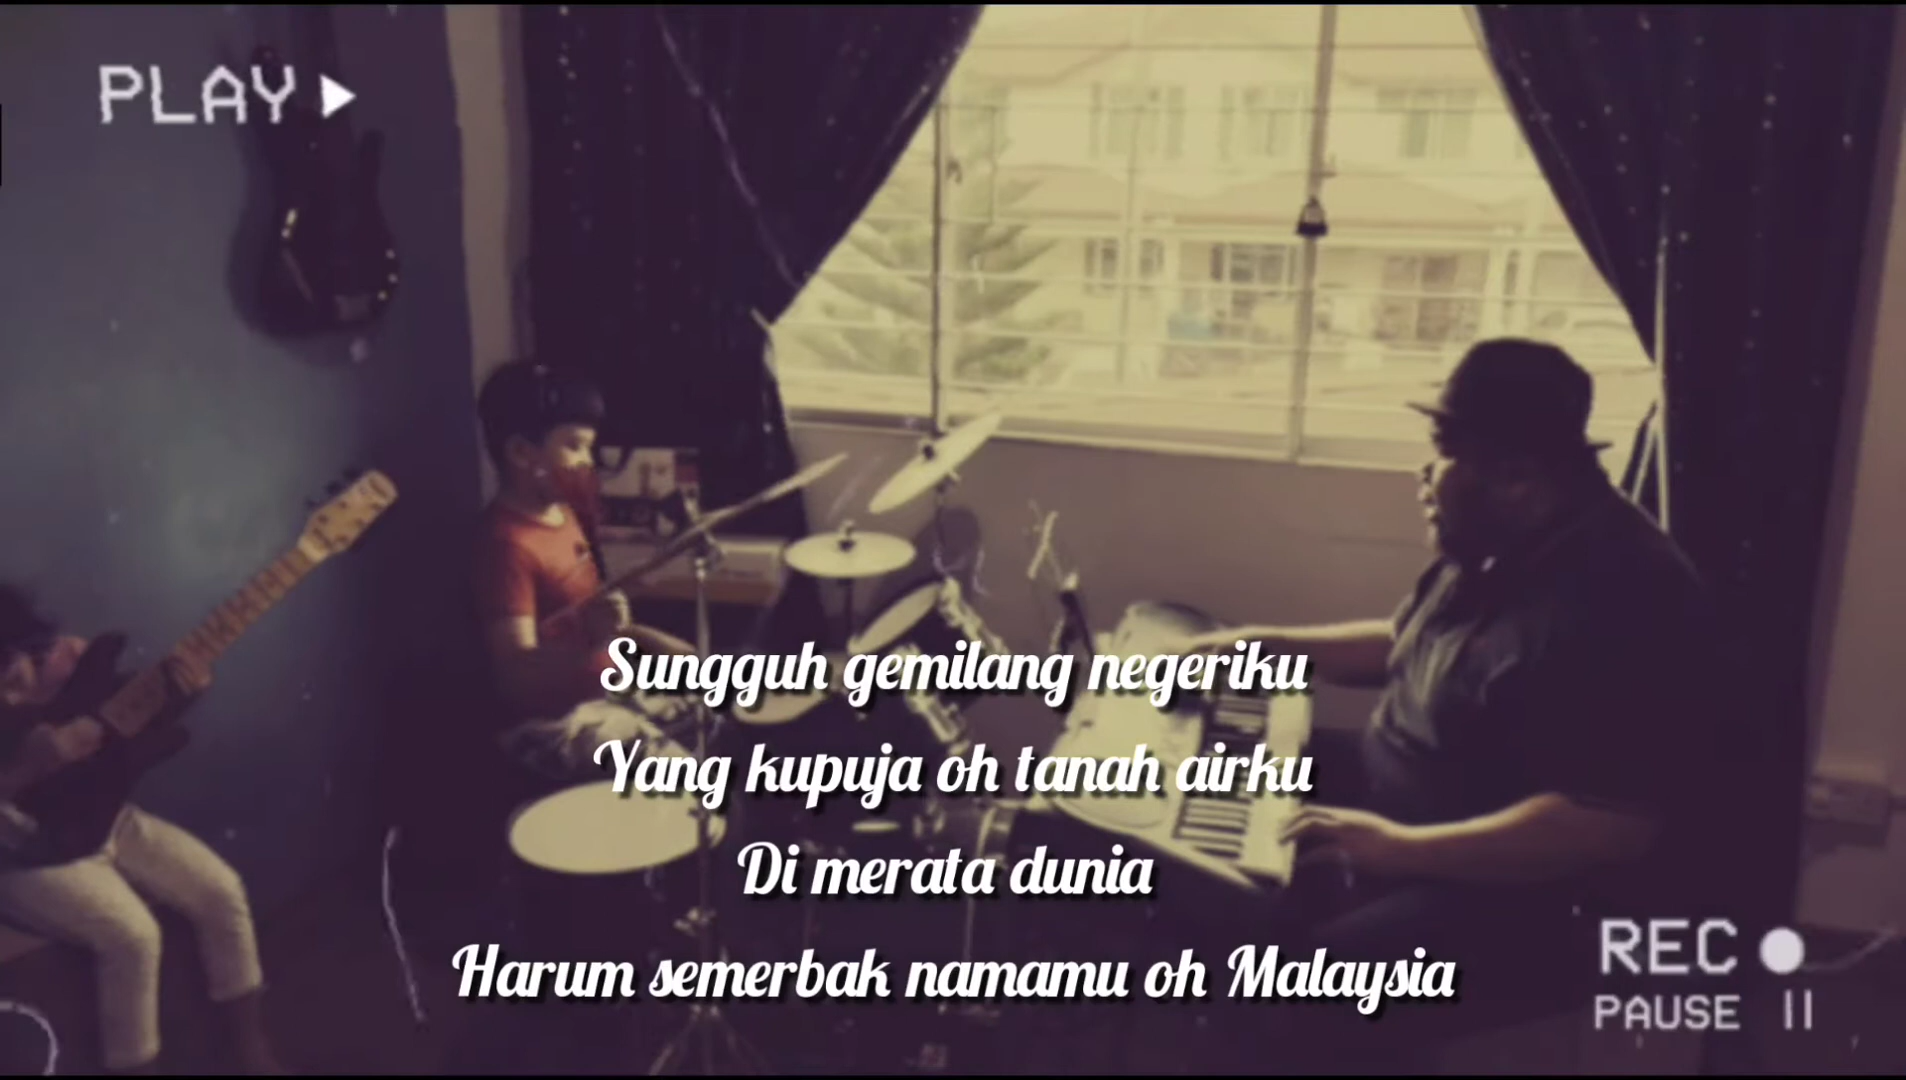 PLAY
Sungguh gemilang negeriku
Yang kupuja oh tanah airku
Di merata dunia
Harum semerbak namamu oh Malaysia
REC
PAUSE